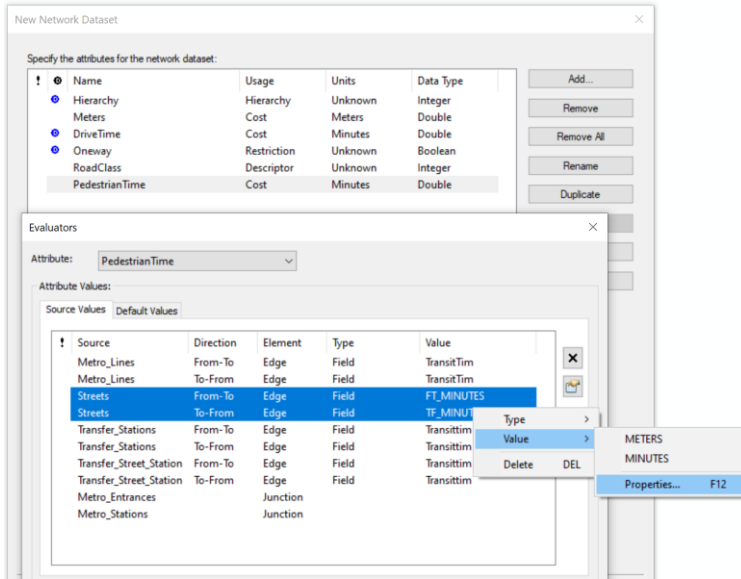 New Network Dataset
Specify the attributes for the network dataset:
! Name Usage Units Data Type
Hierarchy Hierarchy Unknown Integer
Meters Cost Meters Double
DriveTime Cost Minutes Double
Oneway Restriction Unknown Boolean
RoadClass Descriptor Unknown Integer
PedestrianTime Cost Minutes Double
Add...
Remove
Remove All
Rename
Duplicate
Evaluators
Attribute: PedestrianTime
Attribute Values:
Source Values Default Values
! Source Direction Element Type Value
Metro_Lines From-To Edge Field TransitTim
Metro_Lines To-From Edge Field TransitTim
Streets From-To Edge Field FT_MINUTES
Streets To-From Edge Field TF_MINUT
Transfer_Stations From-To Edge Field Transittim
Transfer_Stations To-From Edge Field Transittim
Transfer_Street_Station From-To Edge Field Transittim
Transfer_Street_Station To-From Edge Field Transittim
Metro_Entrances Junction
Metro_Stations Junction
Type >
Value >
Delete DEL
METERS
MINUTES
Properties... F12